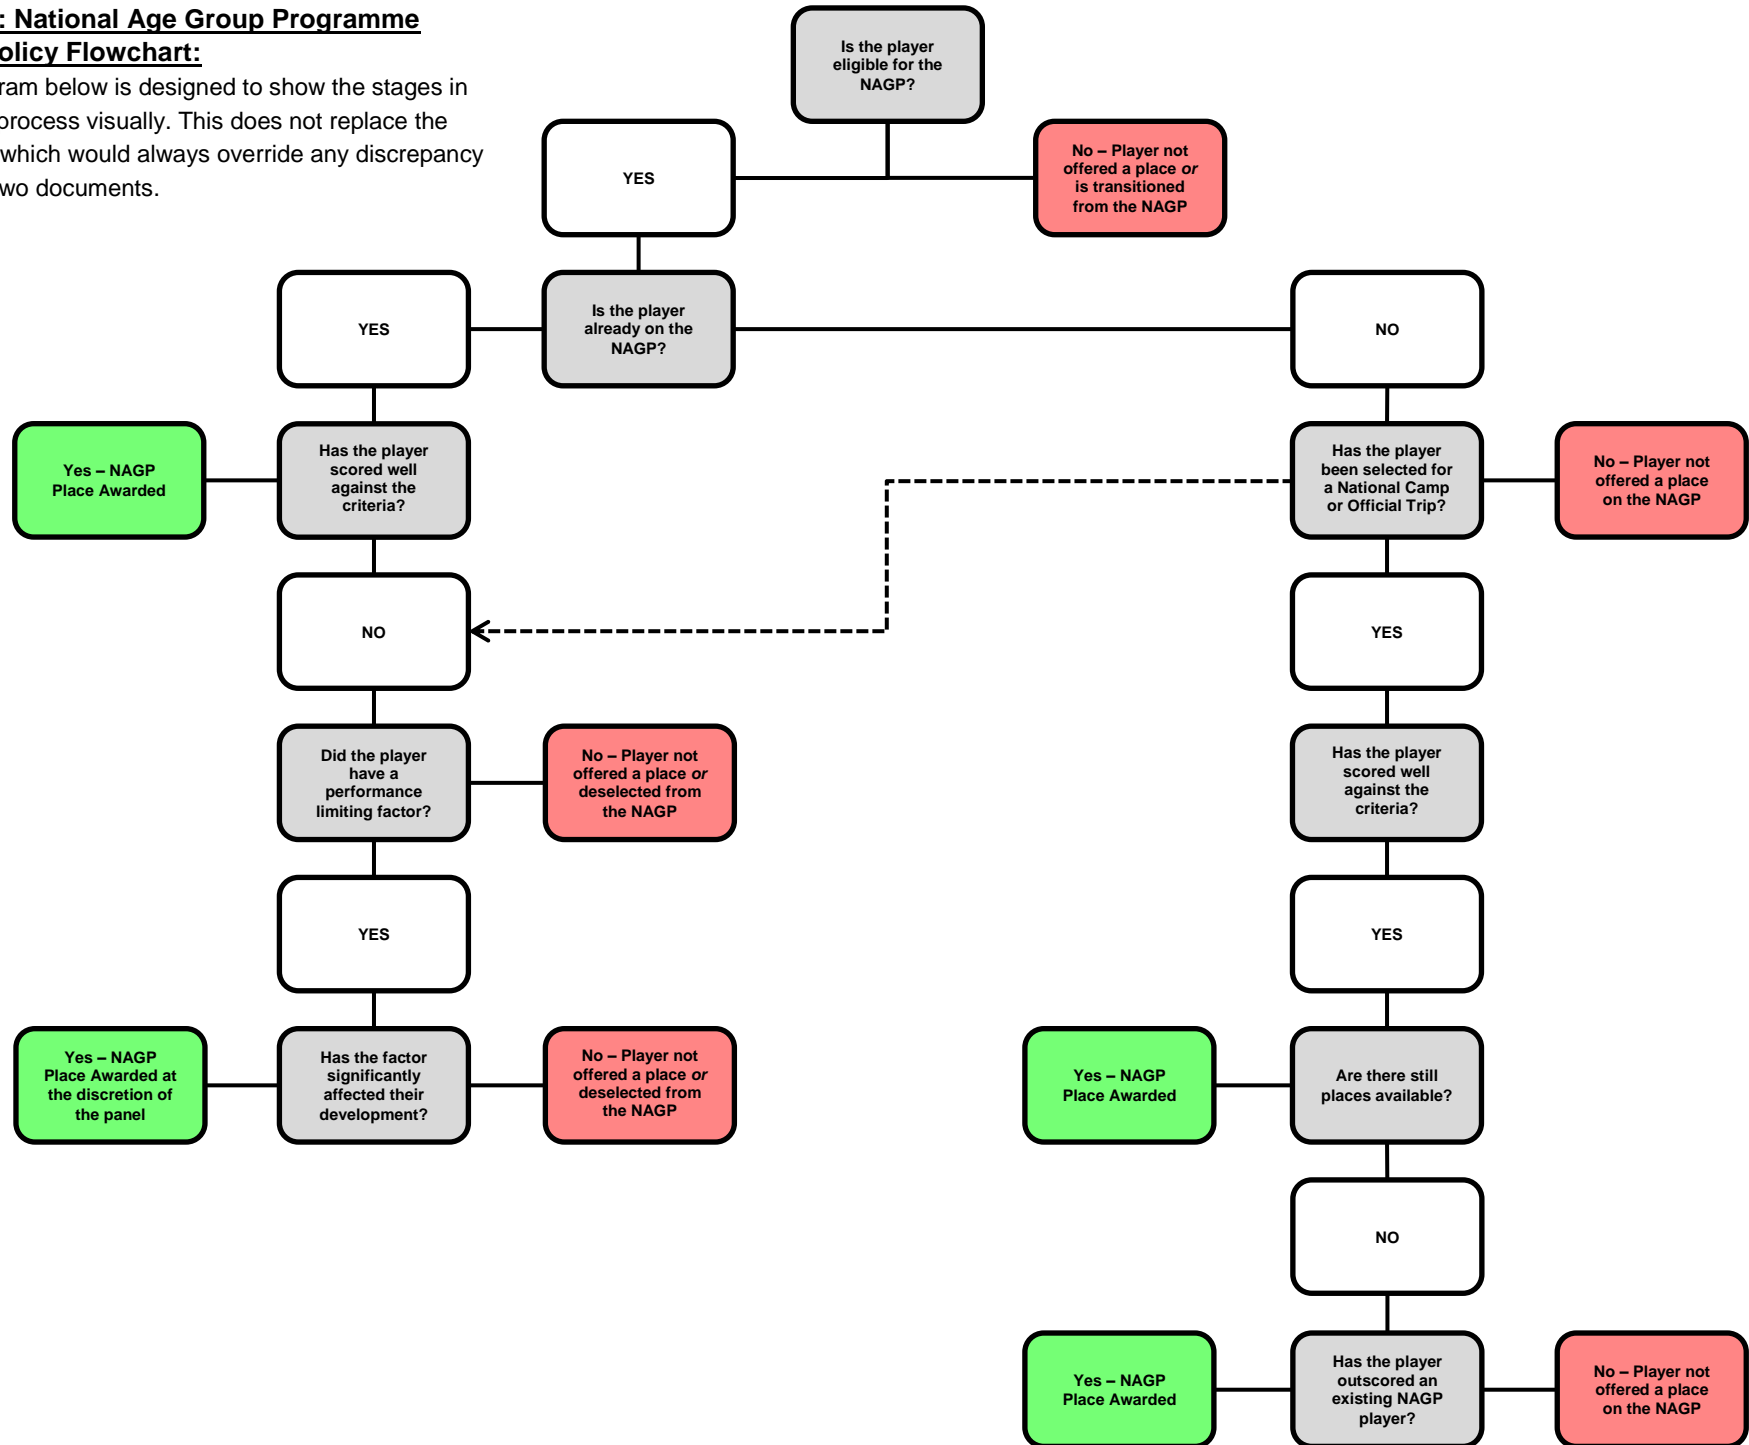 : National Age Group Programme
olicy Flowchart:
ram below is designed to show the stages in
process visually. This does not replace the
which would always override any discrepancy
wo documents.
Is the player
eligible for the
NAGP?
YES
No – Player not
offered a place or
is transitioned
from the NAGP
YES
Is the player
already on the
NAGP?
NO
Yes – NAGP
Place Awarded
Has the player
scored well
against the
criteria?
Has the player
been selected for
a National Camp
or Official Trip?
No – Player not
offered a place
on the NAGP
NO
YES
Did the player
have a
performance
limiting factor?
No – Player not
offered a place or
deselected from
the NAGP
Has the player
scored well
against the
criteria?
YES
YES
Yes – NAGP
Place Awarded at
the discretion of
the panel
Has the factor
significantly
affected their
development?
No – Player not
offered a place or
deselected from
the NAGP
Yes – NAGP
Place Awarded
Are there still
places available?
NO
Yes – NAGP
Place Awarded
Has the player
outscored an
existing NAGP
player?
No – Player not
offered a place
on the NAGP